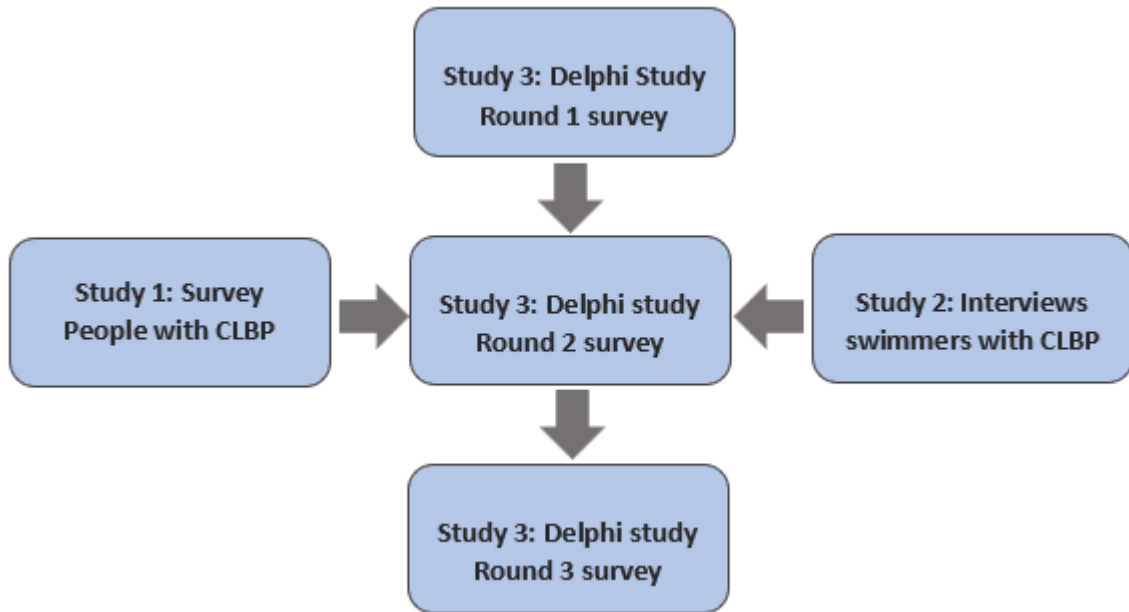 Study 3: Delphi Study
Round 1 survey
Study 1: Survey
People with CLBP
Study 3: Delphi study
Round 2 survey
Study 2: Interviews
swimmers with CLBP
Study 3: Delphi study
Round 3 survey